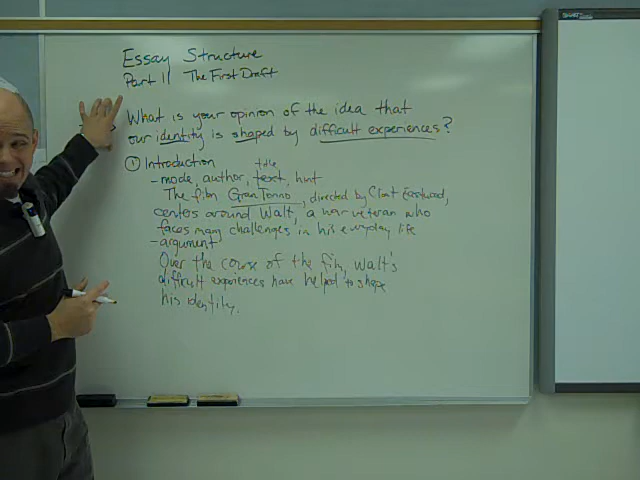 Essay Structure
Part II The First Draft
What is your opinion of the idea that
our identity is shaped by difficult experiences?
① Introduction
title
- mode, author, text, hint
The film Gran Torino, directed by Clint Eastwood,
centers around Walt, a war veteran who
faces many challenges in his everyday life
- argument
Over the course of the film, Walt's
difficult experiences have helped to shape
his identity.
SMART